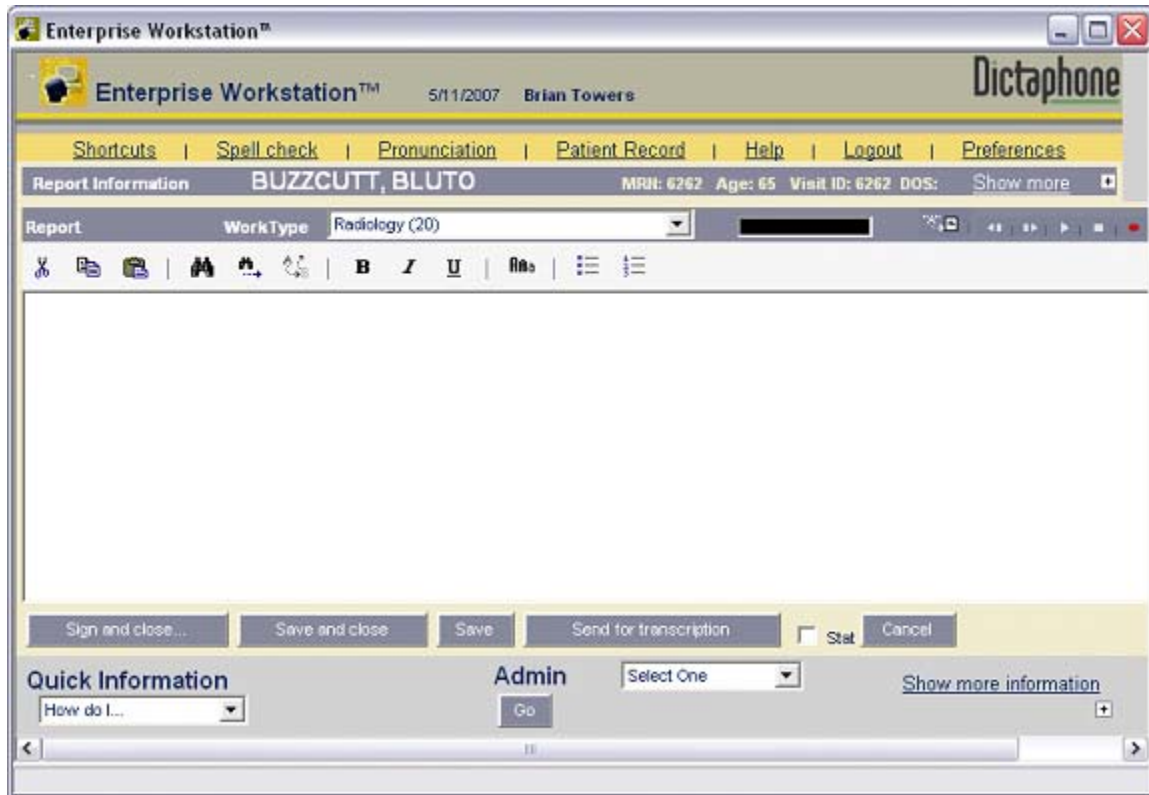 Enterprise Workstation™
Enterprise Workstation™ 5/11/2007 Brian Towers Dictaphone
Shortcuts | Spell check | Pronunciation | Patient Record | Help | Logout | Preferences
Report Information BUZZCUTT, BLUTO MRN: 6262 Age: 65 Visit ID: 6262 DOS: Show more
Report WorkType Radiology (20)
B I U
Sign and close... Save and close Save Send for transcription Stat Cancel
Quick Information Admin Select One Show more information
How do I... Go